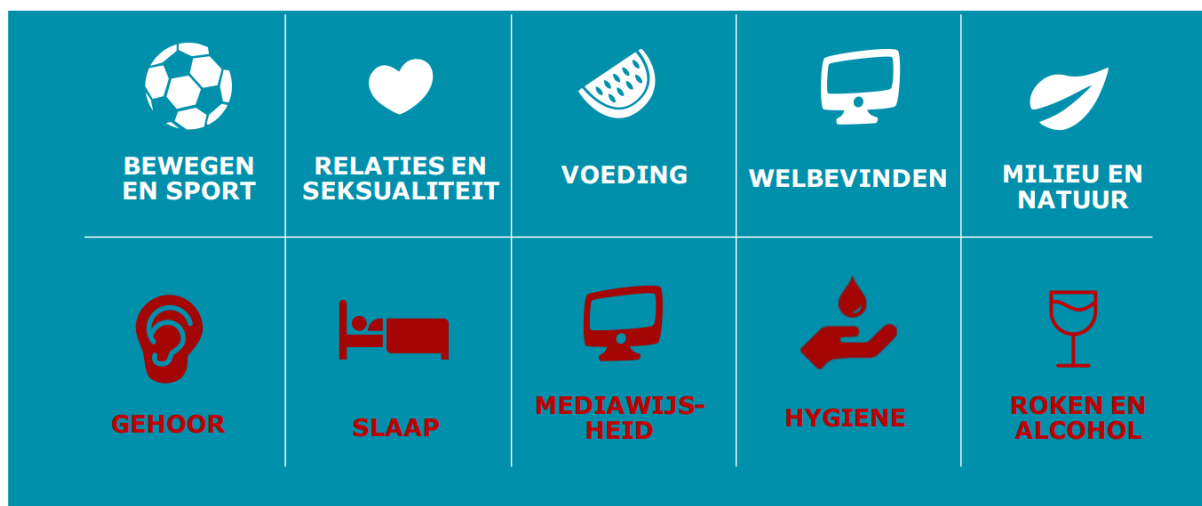 BEWEGEN
EN SPORT
RELATIES EN
SEKSUALITEIT
VOEDING
WELBEVINDEN
MILIEU EN
NATUUR
GEHOOR
SLAAP
MEDIAWIJS-
HEID
HYGIENE
ROKEN EN
ALCOHOL